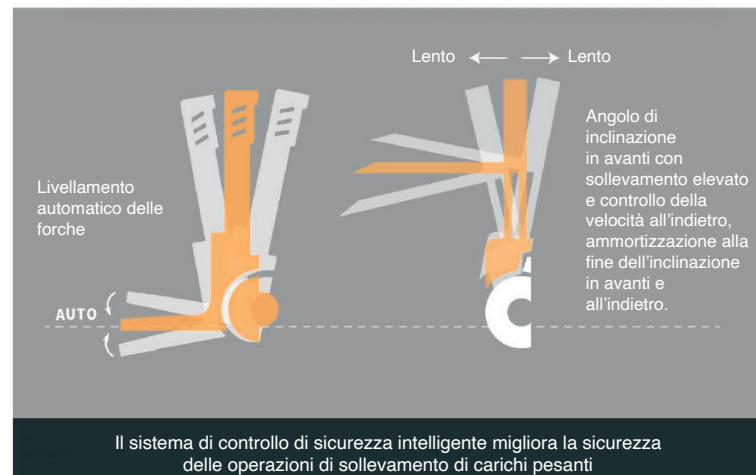 Lento
Lento
Livellamento
automatico delle
forche
Angolo di
inclinazione
in avanti con
sollevamento elevato
e controllo della
velocità all'indietro,
ammortizzazione alla
fine dell'inclinazione
in avanti e
all'indietro.
AUTO
Il sistema di controllo di sicurezza intelligente migliora la sicurezza
delle operazioni di sollevamento di carichi pesanti